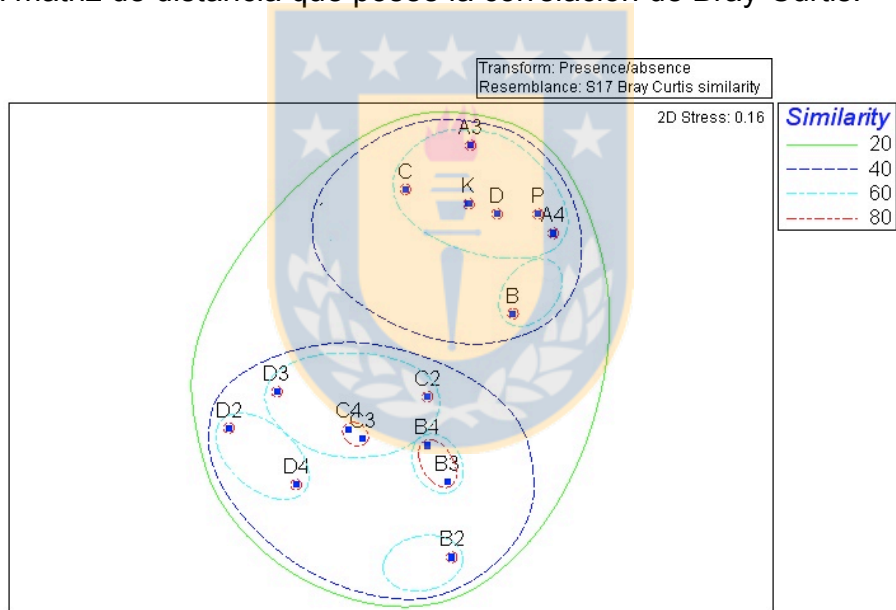 matriz de distancia que posee la correlación de Bray-Curtis.
Transform: Presence/absence
Resemblance: S17 Bray Curtis similarity
2D Stress: 0.16
Similarity
20
40
60
80
A3
C
K
D
P
A4
B
D3
C2
D2
C4
C3
B4
D4
B3
B2